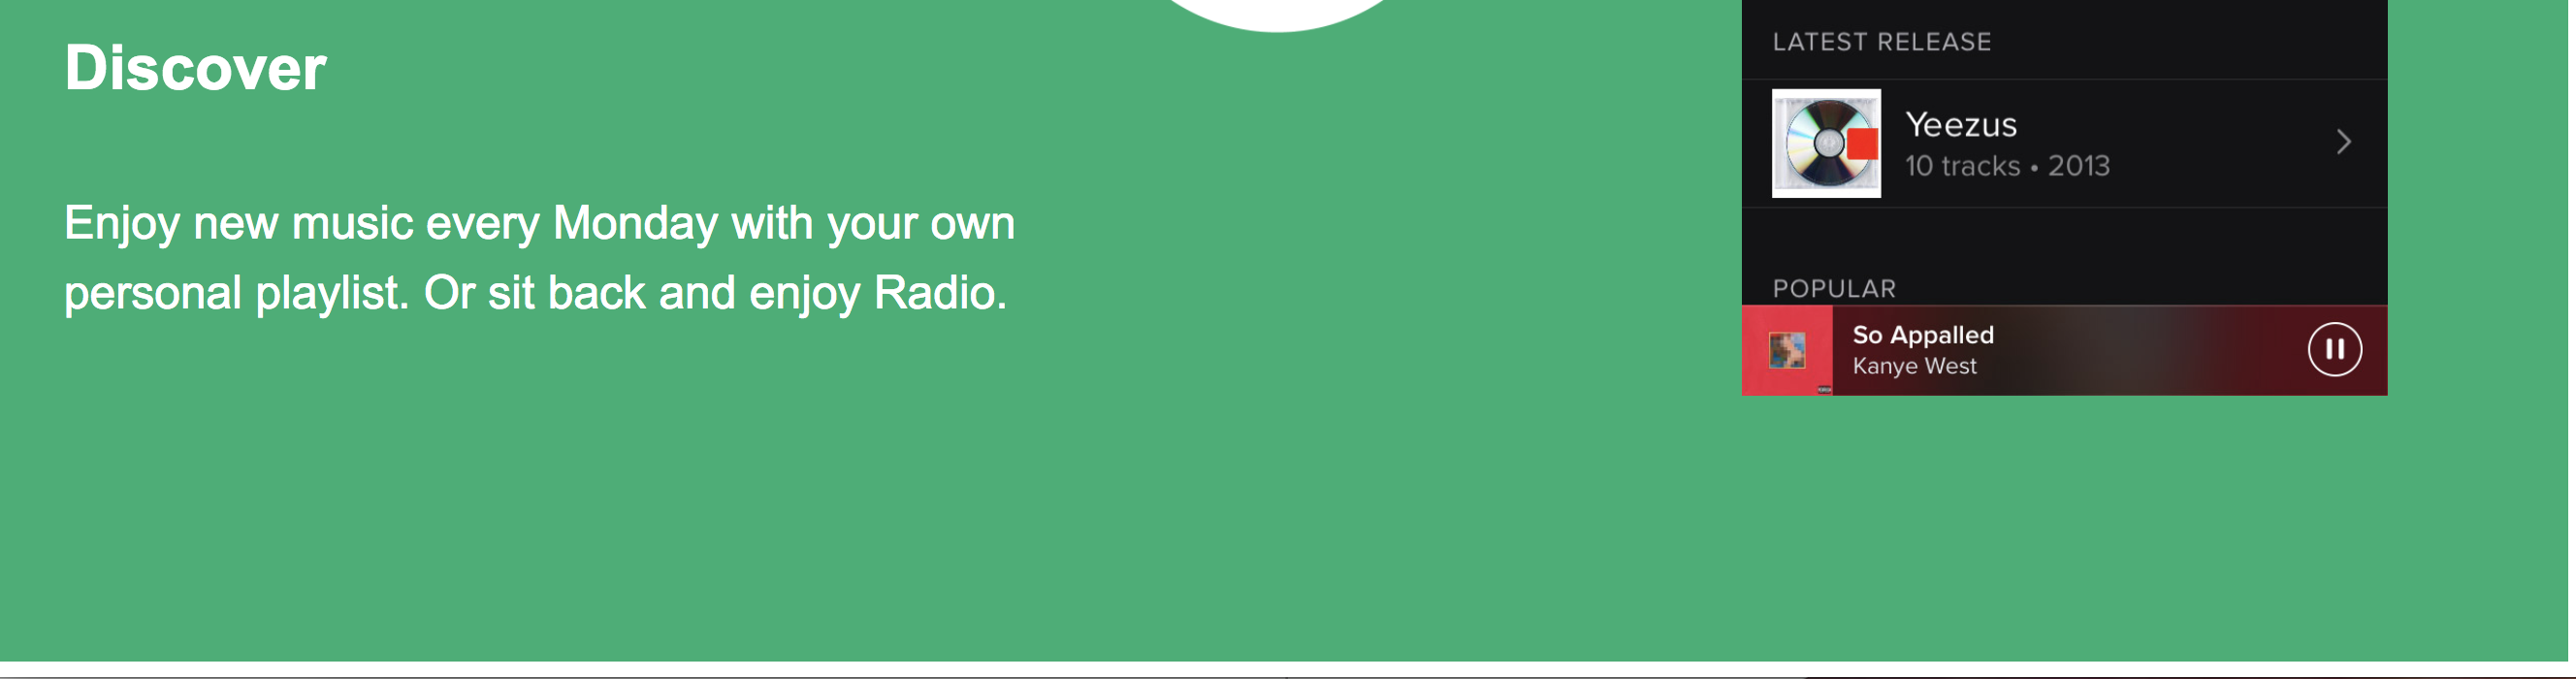 Discover
Enjoy new music every Monday with your own
personal playlist. Or sit back and enjoy Radio.
LATEST RELEASE
Yeezus
10 tracks • 2013
POPULAR
So Appalled
Kanye West